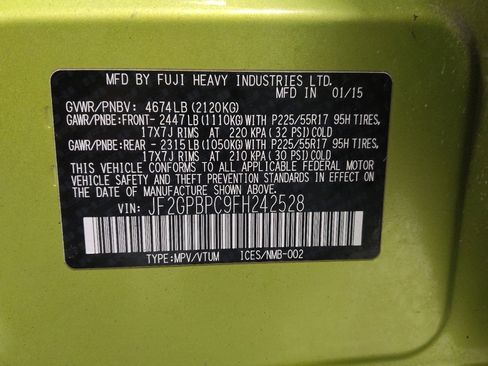 MFD BY FUJI HEAVY INDUSTRIES LTD.
MFD IN 01/15
GVWR/PNBV: 4674LB(2120KG)
GAWR/PNBE:FRONT- 2447LB(1110KG)WITH P225/55R17 95H TIRES,
17X7J RIMS AT 220 KPA(32 PSI)COLD
GAWR/PNBE:REAR - 2315LB(1050KG)WITH P225/55R17 95H TIRES,
17X7J RIMS AT 210 KPA(30 PSI)COLD
THIS VEHICLE CONFORMS TO ALL APPLICABLE FEDERAL MOTOR
VEHICLE SAFETY AND BUMPER STANDARDS IN EFFECT ON
THE DATE OF MANUFACTURE SHOWN ABOVE.
VIN: JF2GPBPC9FH242528
TYPE:MPV/VTUM ICES/NMB-002